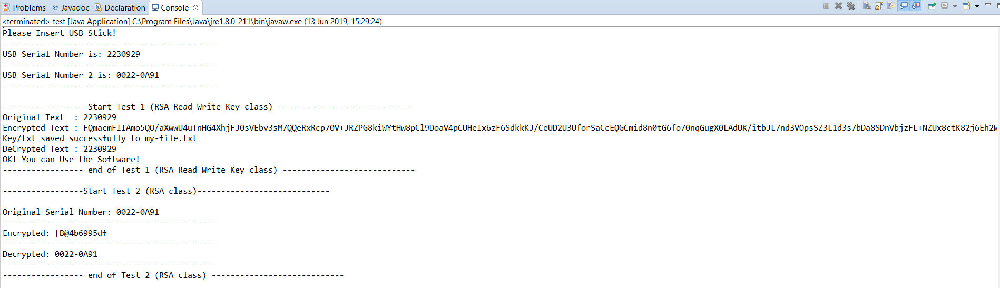 Problems @ Javadoc Declaration Console
<terminated> test [Java Application] C:\Program Files\Java\jre1.8.0_211\bin\javaw.exe (13 Jun 2019, 15:29:24)
Please Insert USB Stick!
---------------------------------------------
USB Serial Number is: 2230929
---------------------------------------------
USB Serial Number 2 is: 0022-0A91
---------------------------------------------
----------------- Start Test 1 (RSA_Read_Write_Key class) ----------------------------
Original Text  : 2230929
Encrypted Text : FQmacmFIIAmo5QO/aXwwU4uTnHG4XhjFJ0sVEbv3sM7QQeRxRcp70V+JRZPG8kiWYtHw8pCl9DoaV4pCUHeIx6zF6SdkkKJ/CeUD2U3UforSaCcEQGCmid8n0tG6fo70nqGugX0LAdUK/itbJL7nd3VOpsSZ3L1d3s7bDa8SDnVbjzFL+NZUx8ctK82j6Eh2W
Key/txt saved successfully to my-file.txt
DeCrypted Text : 2230929
OK! You can Use the Software!
----------------- end of Test 1 (RSA_Read_Write_Key class) ----------------------------
-----------------Start Test 2 (RSA class)----------------------------
Original Serial Number: 0022-0A91
---------------------------------------------
Encrypted: [B@4b6995df
---------------------------------------------
Decrypted: 0022-0A91
---------------------------------------------
----------------- end of Test 2 (RSA class) ----------------------------